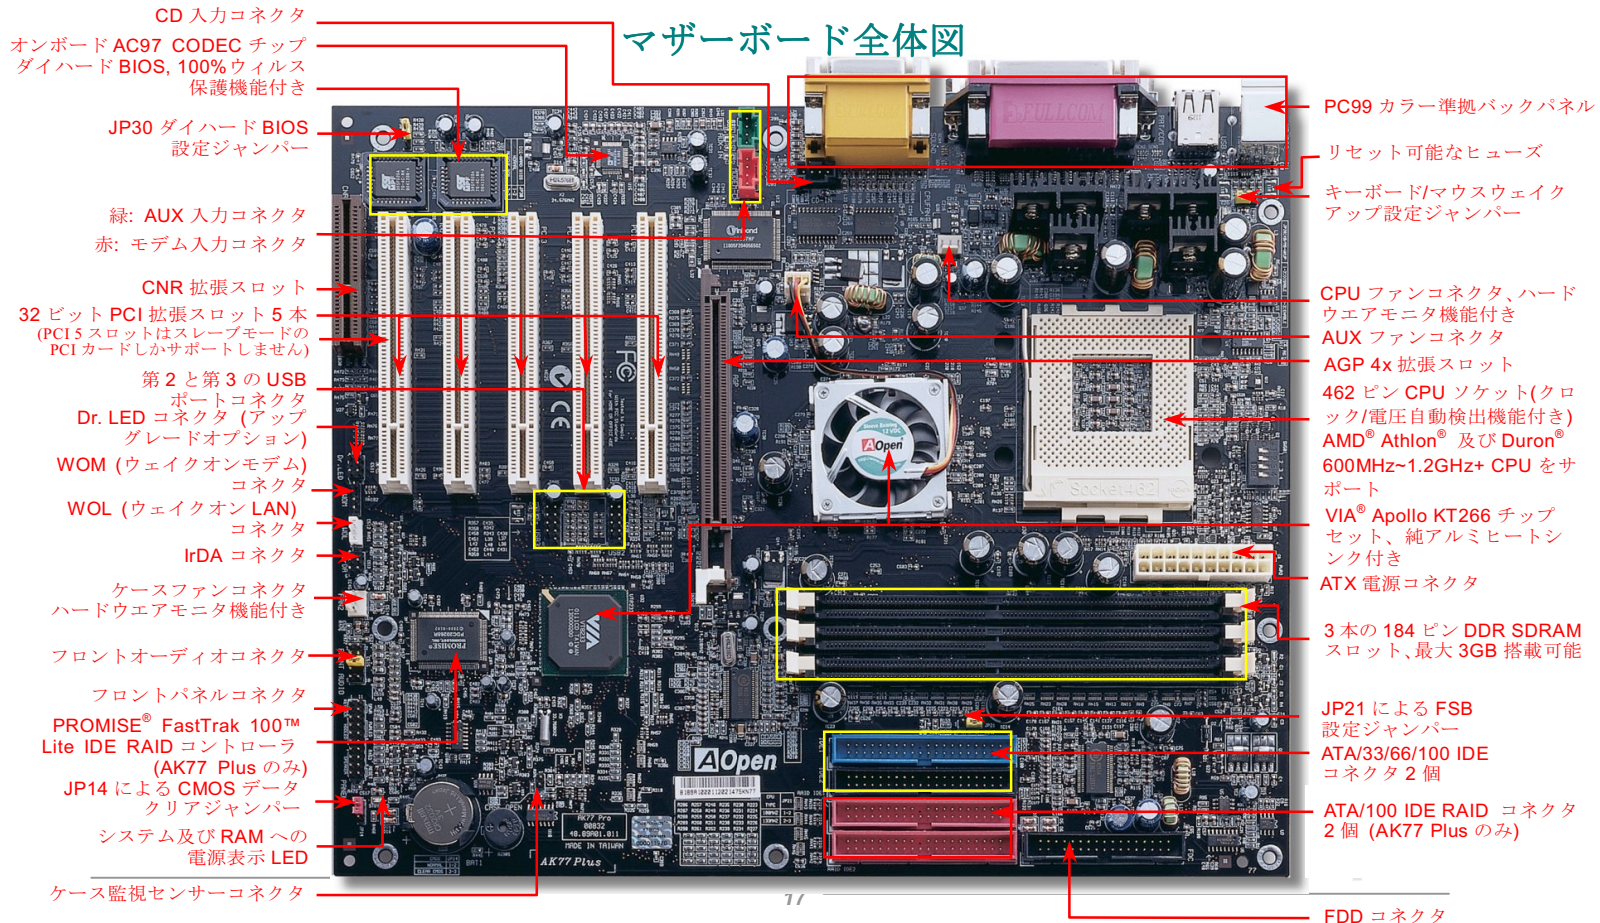 マザーボード全体図
CD 入力コネクタ
オンボード AC97 CODEC チップ
ダイハード BIOS, 100%ウィルス
保護機能付き
JP30 ダイハード BIOS
設定ジャンパー
緑: AUX 入力コネクタ
赤: モデム入力コネクタ
CNR 拡張スロット
32 ビット PCI 拡張スロット 5 本
(PCI 5 スロットはスレーブモードの
PCI カードしかサポートしません)
第 2 と第 3 の USB
ポートコネクタ
Dr. LED コネクタ (アップ
グレードオプション)
WOM (ウェイクオンモデム)
コネクタ
WOL (ウェイクオン LAN)
コネクタ
IrDA コネクタ
ケースファンコネクタ
ハードウエアモニタ機能付き
フロントオーディオコネクタ
フロントパネルコネクタ
PROMISE® FastTrak 100™
Lite IDE RAID コントローラ
(AK77 Plus のみ)
JP14 による CMOS データ
クリアジャンパー
システム及び RAM への
電源表示 LED
ケース監視センサーコネクタ
PC99 カラー準拠バックパネル
リセット可能なヒューズ
キーボード/マウスウェイク
アップ設定ジャンパー
CPU ファンコネクタ、ハード
ウエアモニタ機能付き
AUX ファンコネクタ
AGP 4x 拡張スロット
462 ピン CPU ソケット(クロ
ック/電圧自動検出機能付き)
AMD® Athlon® 及び Duron®
600MHz~1.2GHz+ CPU をサ
ポート
VIA® Apollo KT266 チップ
セット、純アルミヒートシ
ンク付き
ATX 電源コネクタ
3 本の 184 ピン DDR SDRAM
スロット、最大 3GB 搭載可能
JP21 による FSB
設定ジャンパー
ATA/33/66/100 IDE
コネクタ 2 個
ATA/100 IDE RAID コネクタ
2 個 (AK77 Plus のみ)
FDD コネクタ
Winbond
FC
CE
AOpen
Socket 462
PROMISE
VIA
AOpen
AK77 Pro
00832
48.89A01.011
MADE IN TAIWAN
AK77 Plus
17